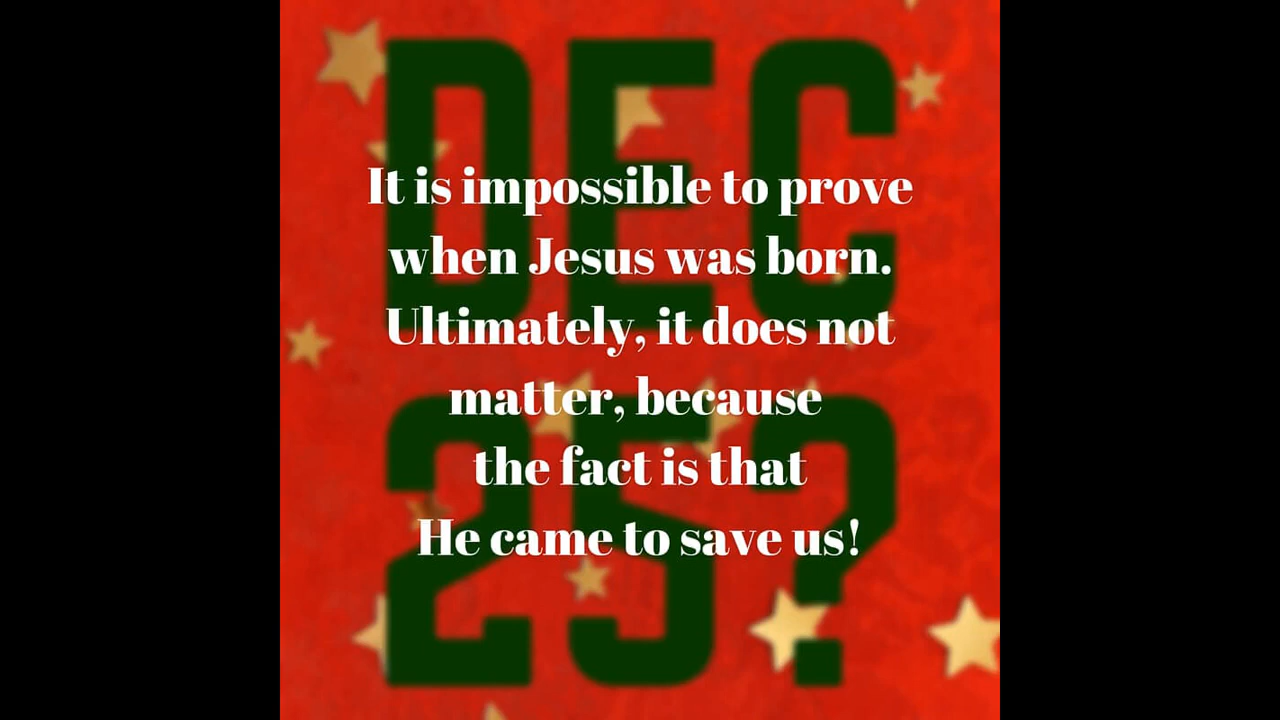 DEC
25?
It is impossible to prove
when Jesus was born.
Ultimately, it does not
matter, because
the fact is that
He came to save us!